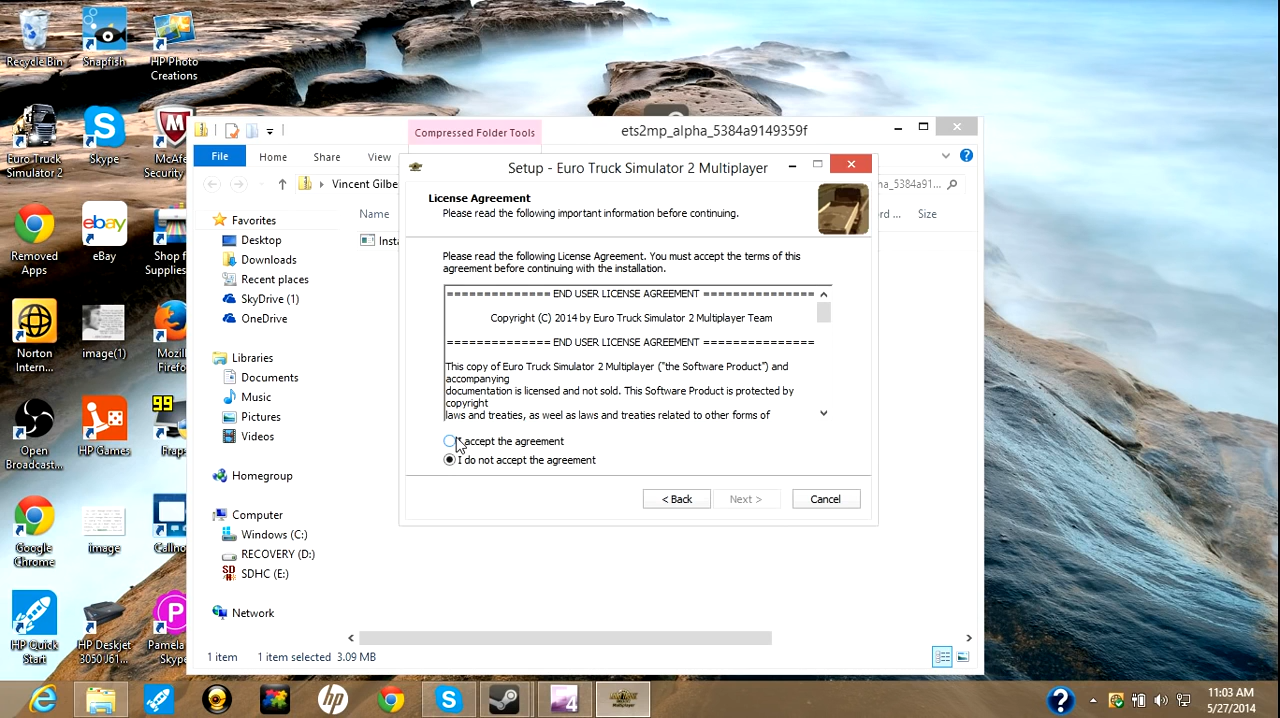 Recycle Bin
Snapfish
HP Photo
Creations
Euro Truck
Simulator 2
Skype
McAfe
Security
Removed
Apps
eBay
Shop f
Supplies
Norton
Intern...
image(1)
Mozil
Firefo
Open
Broadcast...
HP Games
99
Fraps
Google
Chrome
image
Callno
HP Quick
Start
HP Deskjet
3050 J61...
Pamela
Skype
Compressed Folder Tools
ets2mp_alpha_5384a9149359f
File
Home
Share
View
Vincent Gilbe
a_5384a91...
Name
rd ...
Size
Favorites
Desktop
Downloads
Recent places
SkyDrive (1)
OneDrive
Libraries
Documents
Music
Pictures
Videos
Homegroup
Computer
Windows (C:)
RECOVERY (D:)
SDHC (E:)
Network
Insta
1 item
1 item selected 3.09 MB
Setup - Euro Truck Simulator 2 Multiplayer
License Agreement
Please read the following important information before continuing.
Please read the following License Agreement. You must accept the terms of this
agreement before continuing with the installation.
=============== END USER LICENSE AGREEMENT ================
Copyright (C) 2014 by Euro Truck Simulator 2 Multiplayer Team
=============== END USER LICENSE AGREEMENT ================
This copy of Euro Truck Simulator 2 Multiplayer ("the Software Product") and
accompanying
documentation is licensed and not sold. This Software Product is protected by
copyright
laws and treaties, as weel as laws and treaties related to other forms of
I accept the agreement
I do not accept the agreement
< Back
Next >
Cancel
11:03 AM
5/27/2014